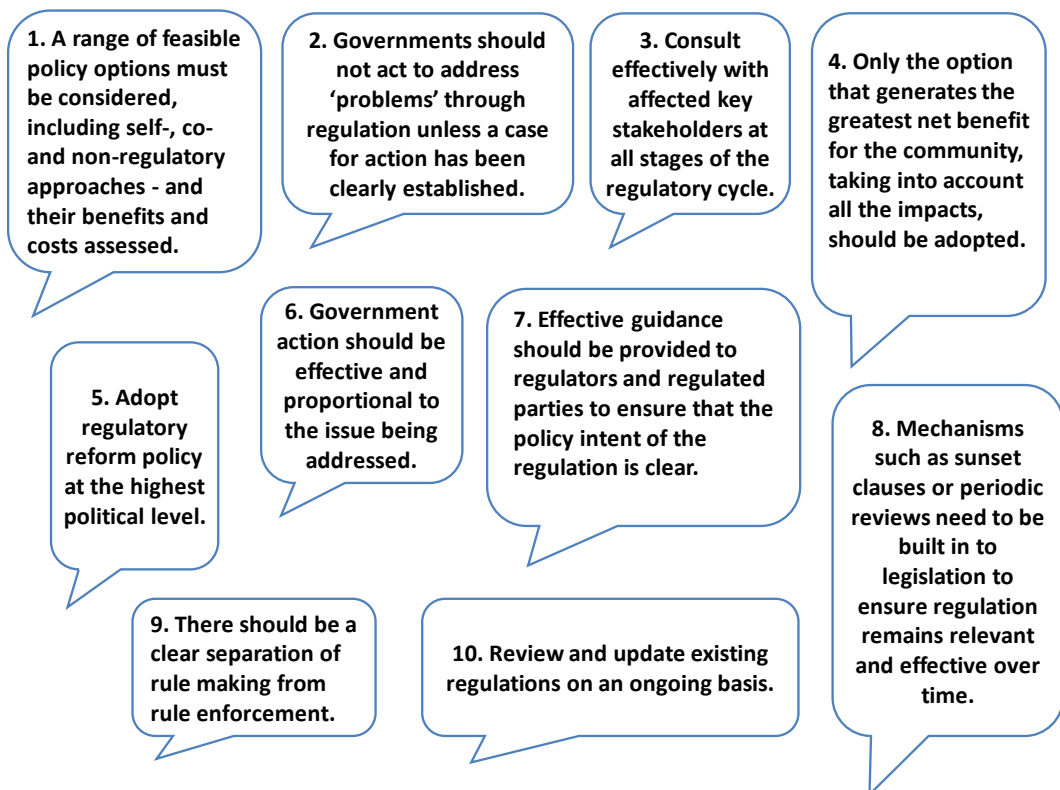 1. A range of feasible
policy options must
be considered,
including self-, co-
and non-regulatory
approaches - and
their benefits and
costs assessed.
2. Governments should
not act to address
‘problems’ through
regulation unless a case
for action has been
clearly established.
3. Consult
effectively with
affected key
stakeholders at
all stages of the
regulatory cycle.
4. Only the option
that generates the
greatest net benefit
for the community,
taking into account
all the impacts,
should be adopted.
5. Adopt
regulatory
reform policy
at the highest
political level.
6. Government
action should be
effective and
proportional to
the issue being
addressed.
7. Effective guidance
should be provided to
regulators and regulated
parties to ensure that the
policy intent of the
regulation is clear.
8. Mechanisms
such as sunset
clauses or periodic
reviews need to be
built in to
legislation to
ensure regulation
remains relevant
and effective over
time.
9. There should be a
clear separation of
rule making from
rule enforcement.
10. Review and update existing
regulations on an ongoing basis.